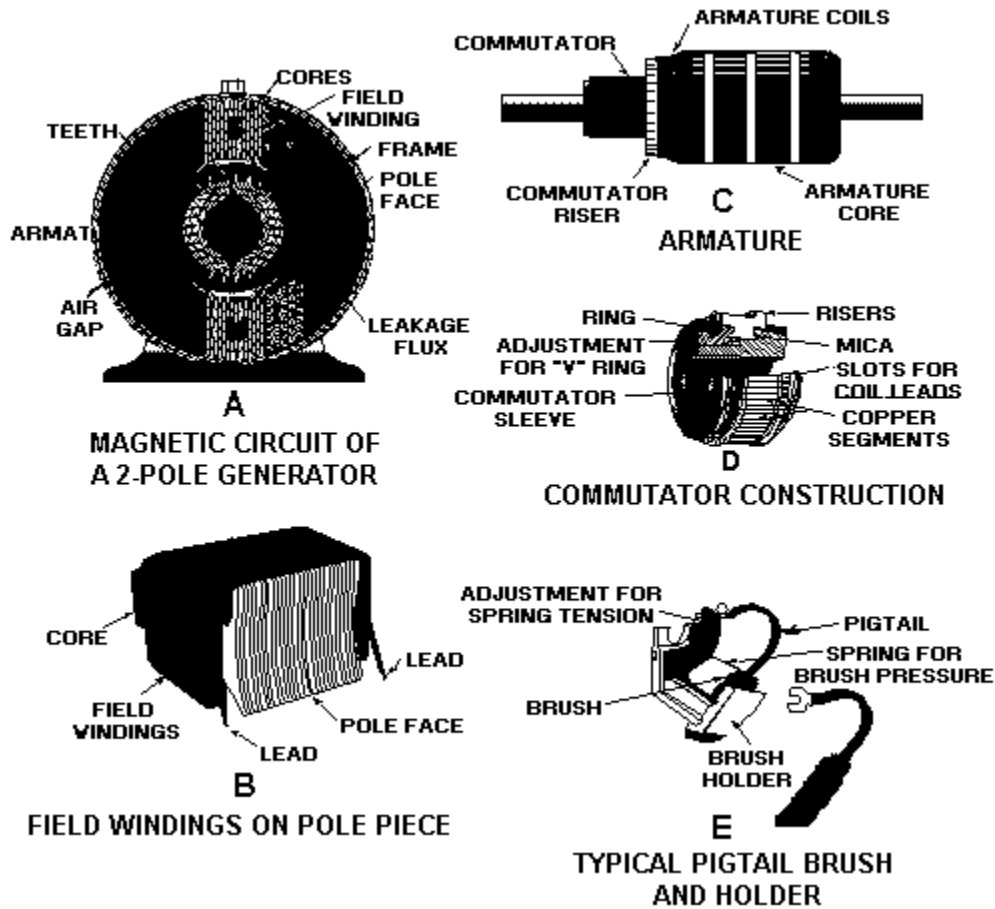 CORES
FIELD
WINDING
TEETH
FRAME
POLE
FACE
ARMAT
AIR
GAP
LEAKAGE
FLUX
A
MAGNETIC CIRCUIT OF
A 2-POLE GENERATOR
CORE
FIELD
WINDINGS
LEAD
POLE FACE
LEAD
B
FIELD WINDINGS ON POLE PIECE
ARMATURE COILS
COMMUTATOR
COMMUTATOR
RISER
ARMATURE
CORE
C
ARMATURE
RING
RISERS
ADJUSTMENT
FOR "V" RING
MICA
SLOTS FOR
COIL LEADS
COMMUTATOR
SLEEVE
COPPER
SEGMENTS
D
COMMUTATOR CONSTRUCTION
ADJUSTMENT FOR
SPRING TENSION
PIGTAIL
SPRING FOR
BRUSH PRESSURE
BRUSH
BRUSH
HOLDER
E
TYPICAL PIGTAIL BRUSH
AND HOLDER